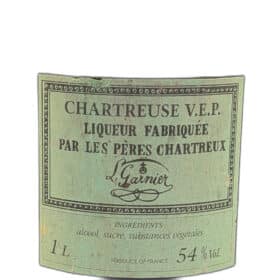 CHARTREUSE V.E.P.
LIQUEUR FABRIQUÉE
PAR LES PÈRES CHARTREUX
L. Garnier
INGRÉDIENTS
alcool, sucre, substances végétales
1 L 54 % vol.
PRODUCE OF FRANCE